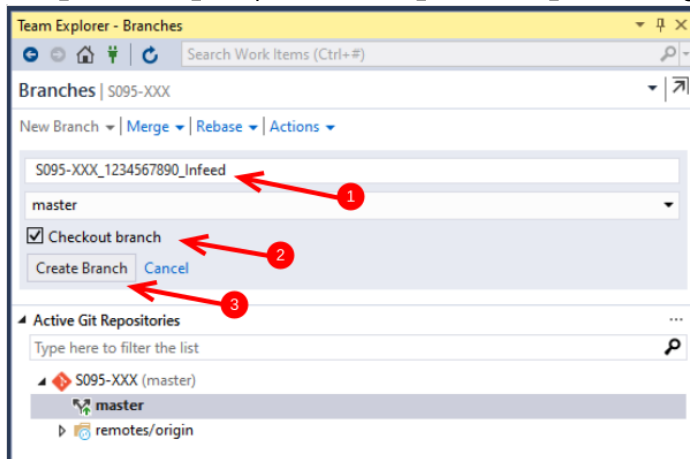 Team Explorer - Branches
Search Work Items (Ctrl+#)
Branches | S095-XXX
New Branch | Merge | Rebase | Actions
S095-XXX_1234567890_Infeed
1
master
Checkout branch
2
Create Branch Cancel
3
Active Git Repositories ...
Type here to filter the list
S095-XXX (master)
master
remotes/origin